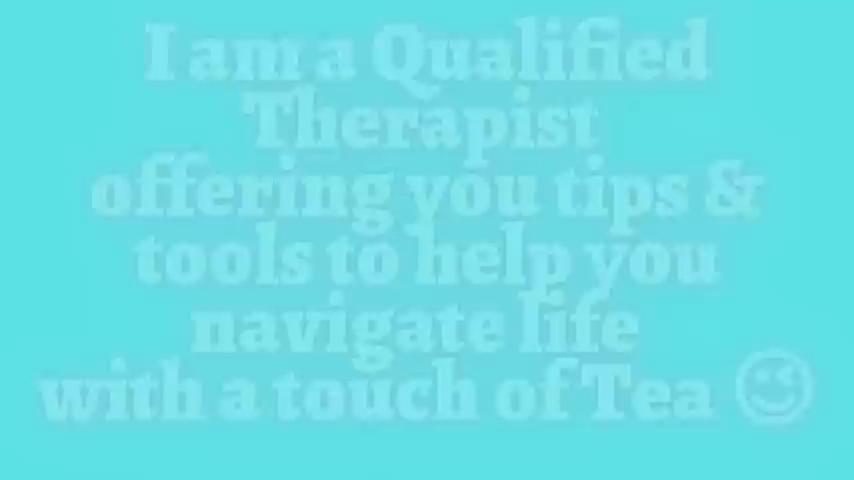 I am a Qualified
Therapist
offering you tips &
tools to help you
navigate life
with a touch of Tea 😉